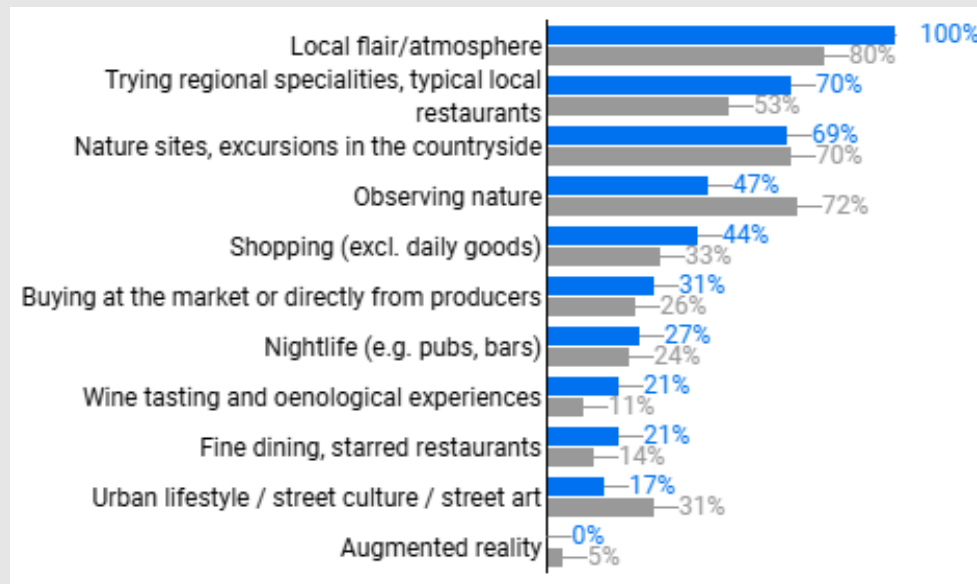 Local flair/atmosphere
100%
80%
Trying regional specialities, typical local
restaurants
70%
53%
Nature sites, excursions in the countryside
69%
70%
Observing nature
47%
72%
Shopping (excl. daily goods)
44%
33%
Buying at the market or directly from producers
31%
26%
Nightlife (e.g. pubs, bars)
27%
24%
Wine tasting and oenological experiences
21%
11%
Fine dining, starred restaurants
21%
14%
Urban lifestyle / street culture / street art
17%
31%
Augmented reality
0%
5%